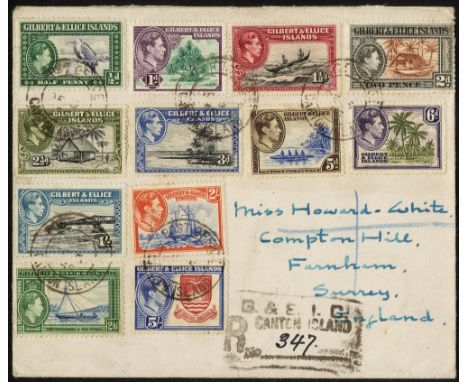 GILBERT & ELLICE ISLANDS
HALF PENNY ½d
GILBERT & ELLICE ISLANDS
1d
GILBERT & ELLICE ISLANDS
1½d
GILBERT & ELLICE ISLANDS
TWO PENCE 2d
GILBERT & ELLICE ISLANDS
2½d
GILBERT & ELLICE ISLANDS
3d
GILBERT & ELLICE ISLANDS
5d
GILBERT & ELLICE ISLANDS
6d
GILBERT & ELLICE ISLANDS
1/-
GILBERT & ELLICE ISLANDS
2/-
GILBERT & ELLICE ISLANDS
2/6
GILBERT & ELLICE ISLANDS
5/-
Miss Howard-White
Compton Hill,
Farnham,
Surrey,
England.
G. & E. I. C.
CANTON ISLAND
R
No. 347.